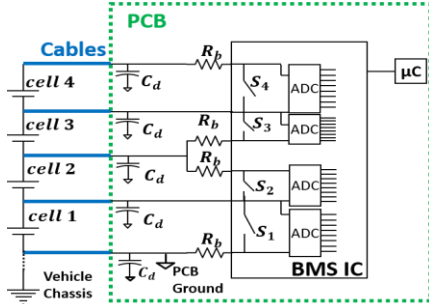 PCB
Cables
R_b
BMS IC
μC
cell 4
C_d
S_4
ADC
cell 3
C_d
R_b
S_3
ADC
cell 2
C_d
R_b
S_2
ADC
cell 1
C_d
S_1
ADC
R_b
C_d
Vehicle
Chassis
PCB
Ground